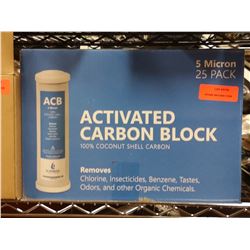 5 Micron
25 PACK
ACB
ACTIVATED
CARBON BLOCK
100% COCONUT SHELL CARBON
Removes
Chlorine, Insecticides, Benzene, Tastes,
Odors, and other Organic Chemicals.